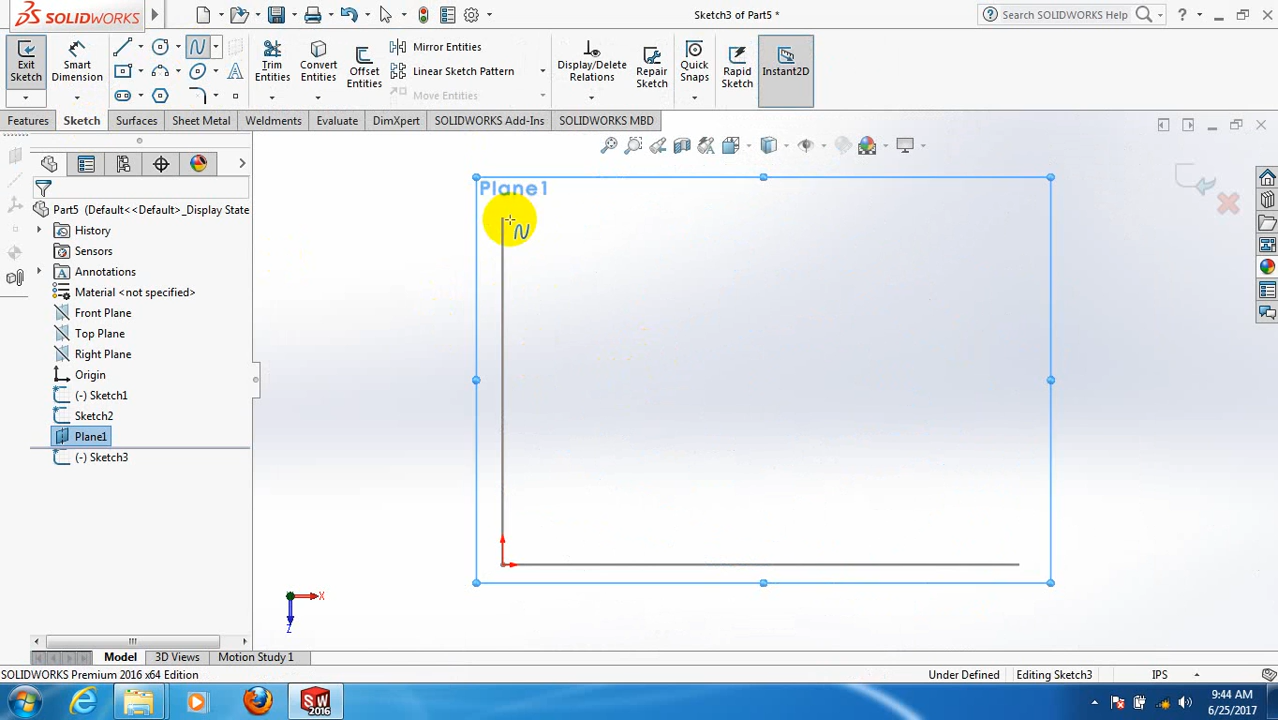 SOLIDWORKS
Sketch3 of Part5 *
Search SOLIDWORKS Help
?
Exit Sketch
Smart Dimension
Trim Entities
Convert Entities
Offset Entities
Mirror Entities
Linear Sketch Pattern
Move Entities
Display/Delete Relations
Repair Sketch
Quick Snaps
Rapid Sketch
Instant2D
Features Sketch Surfaces Sheet Metal Weldments Evaluate DimXpert SOLIDWORKS Add-Ins SOLIDWORKS MBD
Plane1
Part5 (Default<<Default>_Display State
History
Sensors
Annotations
Material <not specified>
Front Plane
Top Plane
Right Plane
Origin
(-) Sketch1
Sketch2
Plane1
(-) Sketch3
X
Z
Model 3D Views Motion Study 1
SOLIDWORKS Premium 2016 x64 Edition
Under Defined Editing Sketch3 IPS
SW
2016
9:44 AM
6/25/2017